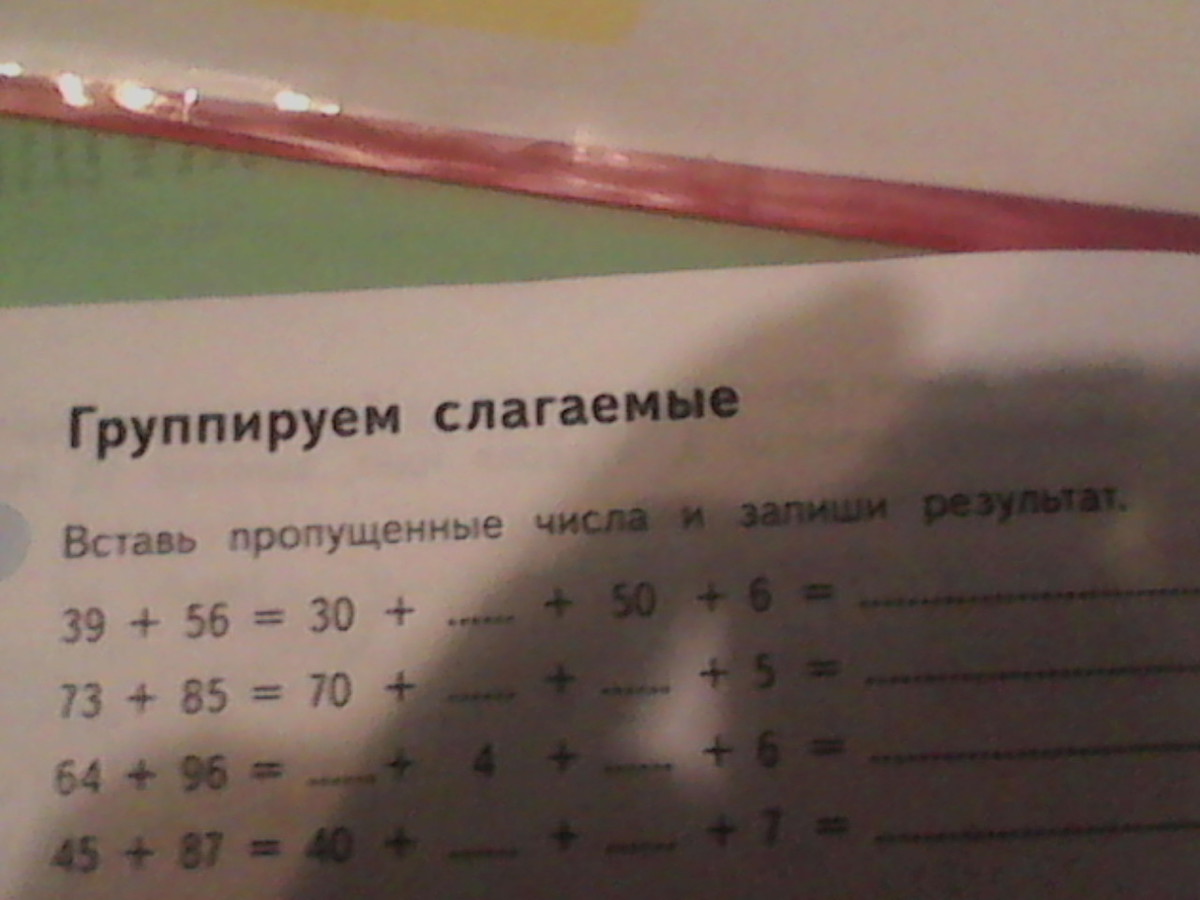 Группируем слагаемые
Вставь пропущенные числа и запиши результат.
39 + 56 = 30 + ...... + 50 + 6 = ..............................
73 + 85 = 70 + ...... + ...... + 5 = ..............................
64 + 96 = ...... + 4 + ...... + 6 = ..............................
45 + 87 = 40 + ...... + ...... + 7 = ..............................